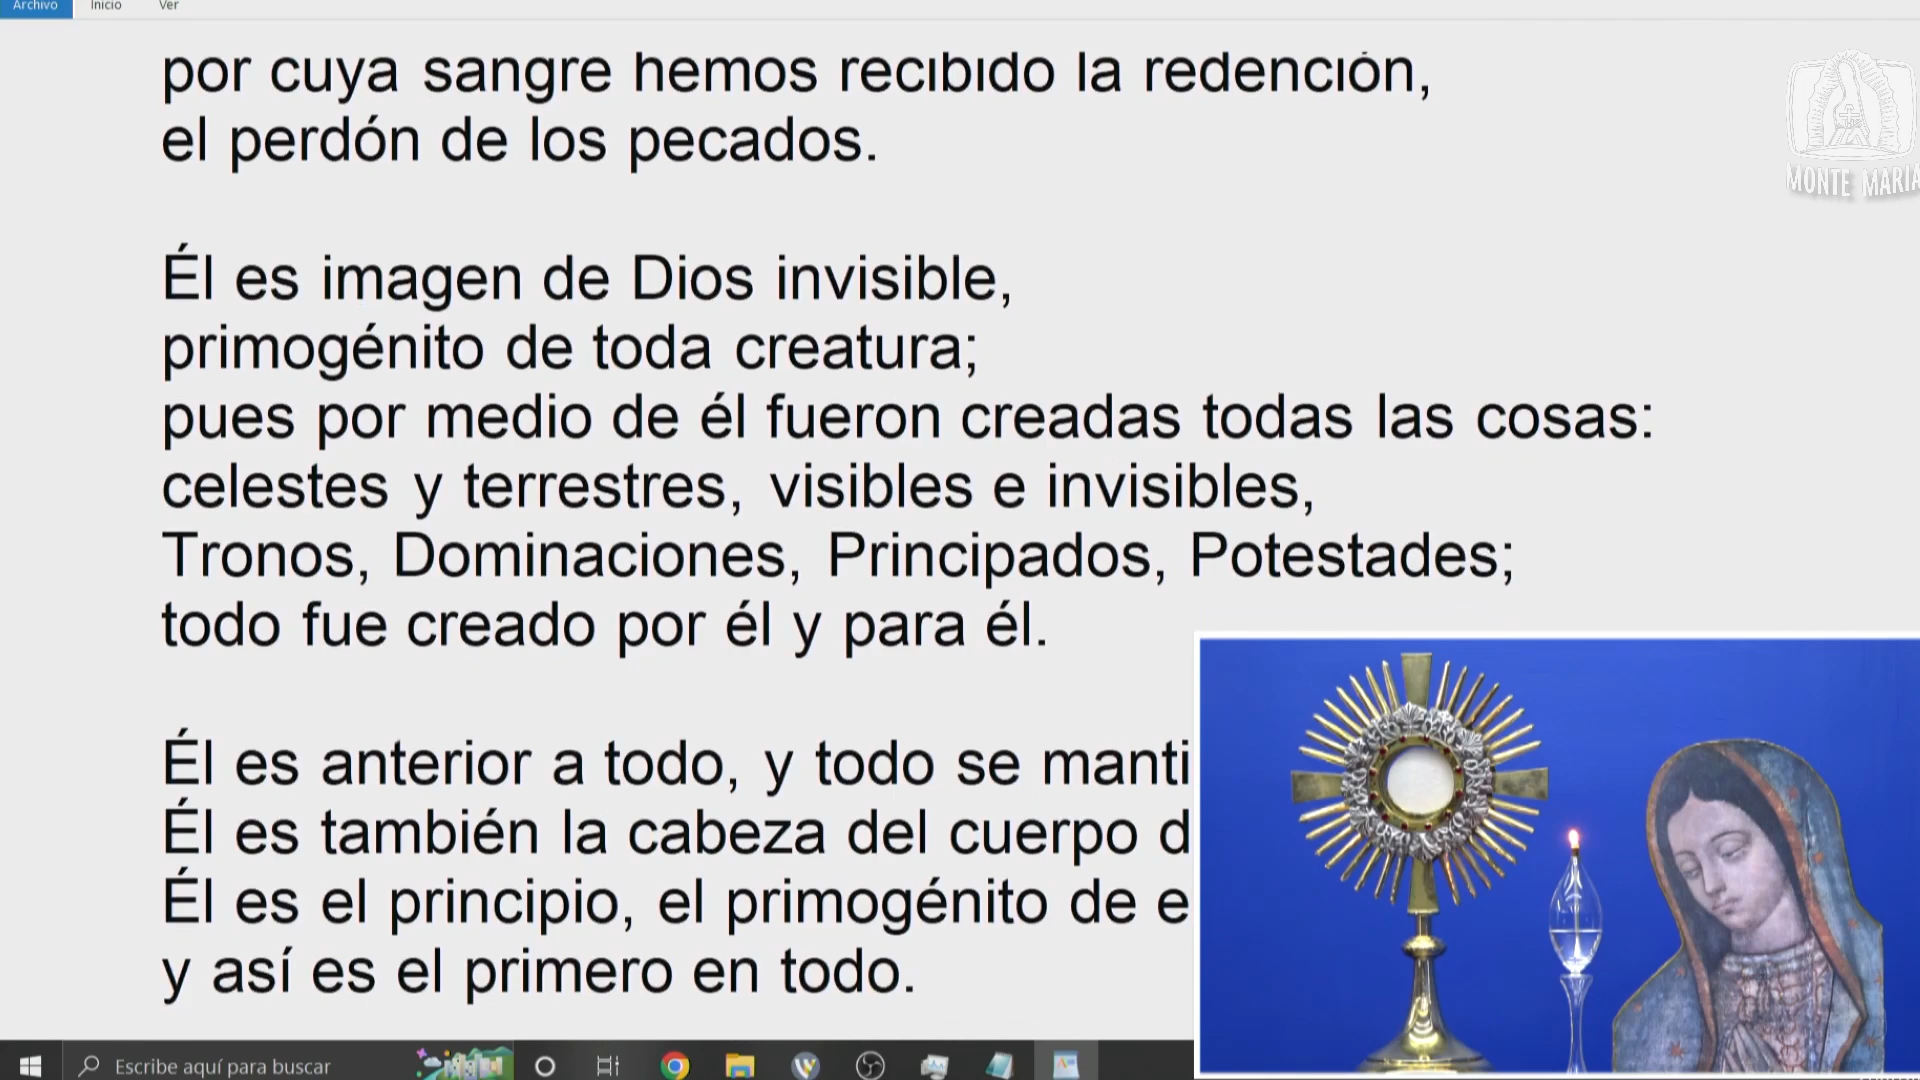 Archivo Inicio Ver
por cuya sangre hemos recibido la redención,
el perdón de los pecados.
Él es imagen de Dios invisible,
primogénito de toda creatura;
pues por medio de él fueron creadas todas las cosas:
celestes y terrestres, visibles e invisibles,
Tronos, Dominaciones, Principados, Potestades;
todo fue creado por él y para él.
Él es anterior a todo, y todo se manti
Él es también la cabeza del cuerpo d
Él es el principio, el primogénito de e
y así es el primero en todo.
MONTE MARÍA
Escribe aquí para buscar